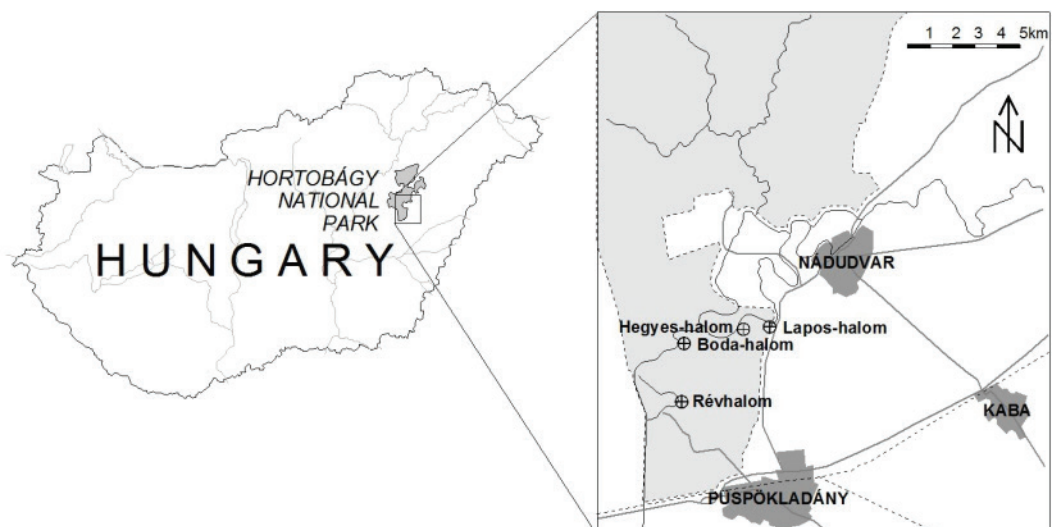 HORTOBÁGY
NATIONAL
PARK
HUNGARY
1 2 3 4 5km
N
NÁDUDVAR
Hegyes-halom
Lapos-halom
Boda-halom
Révhalom
KABA
PÜSPÖKLADÁNY